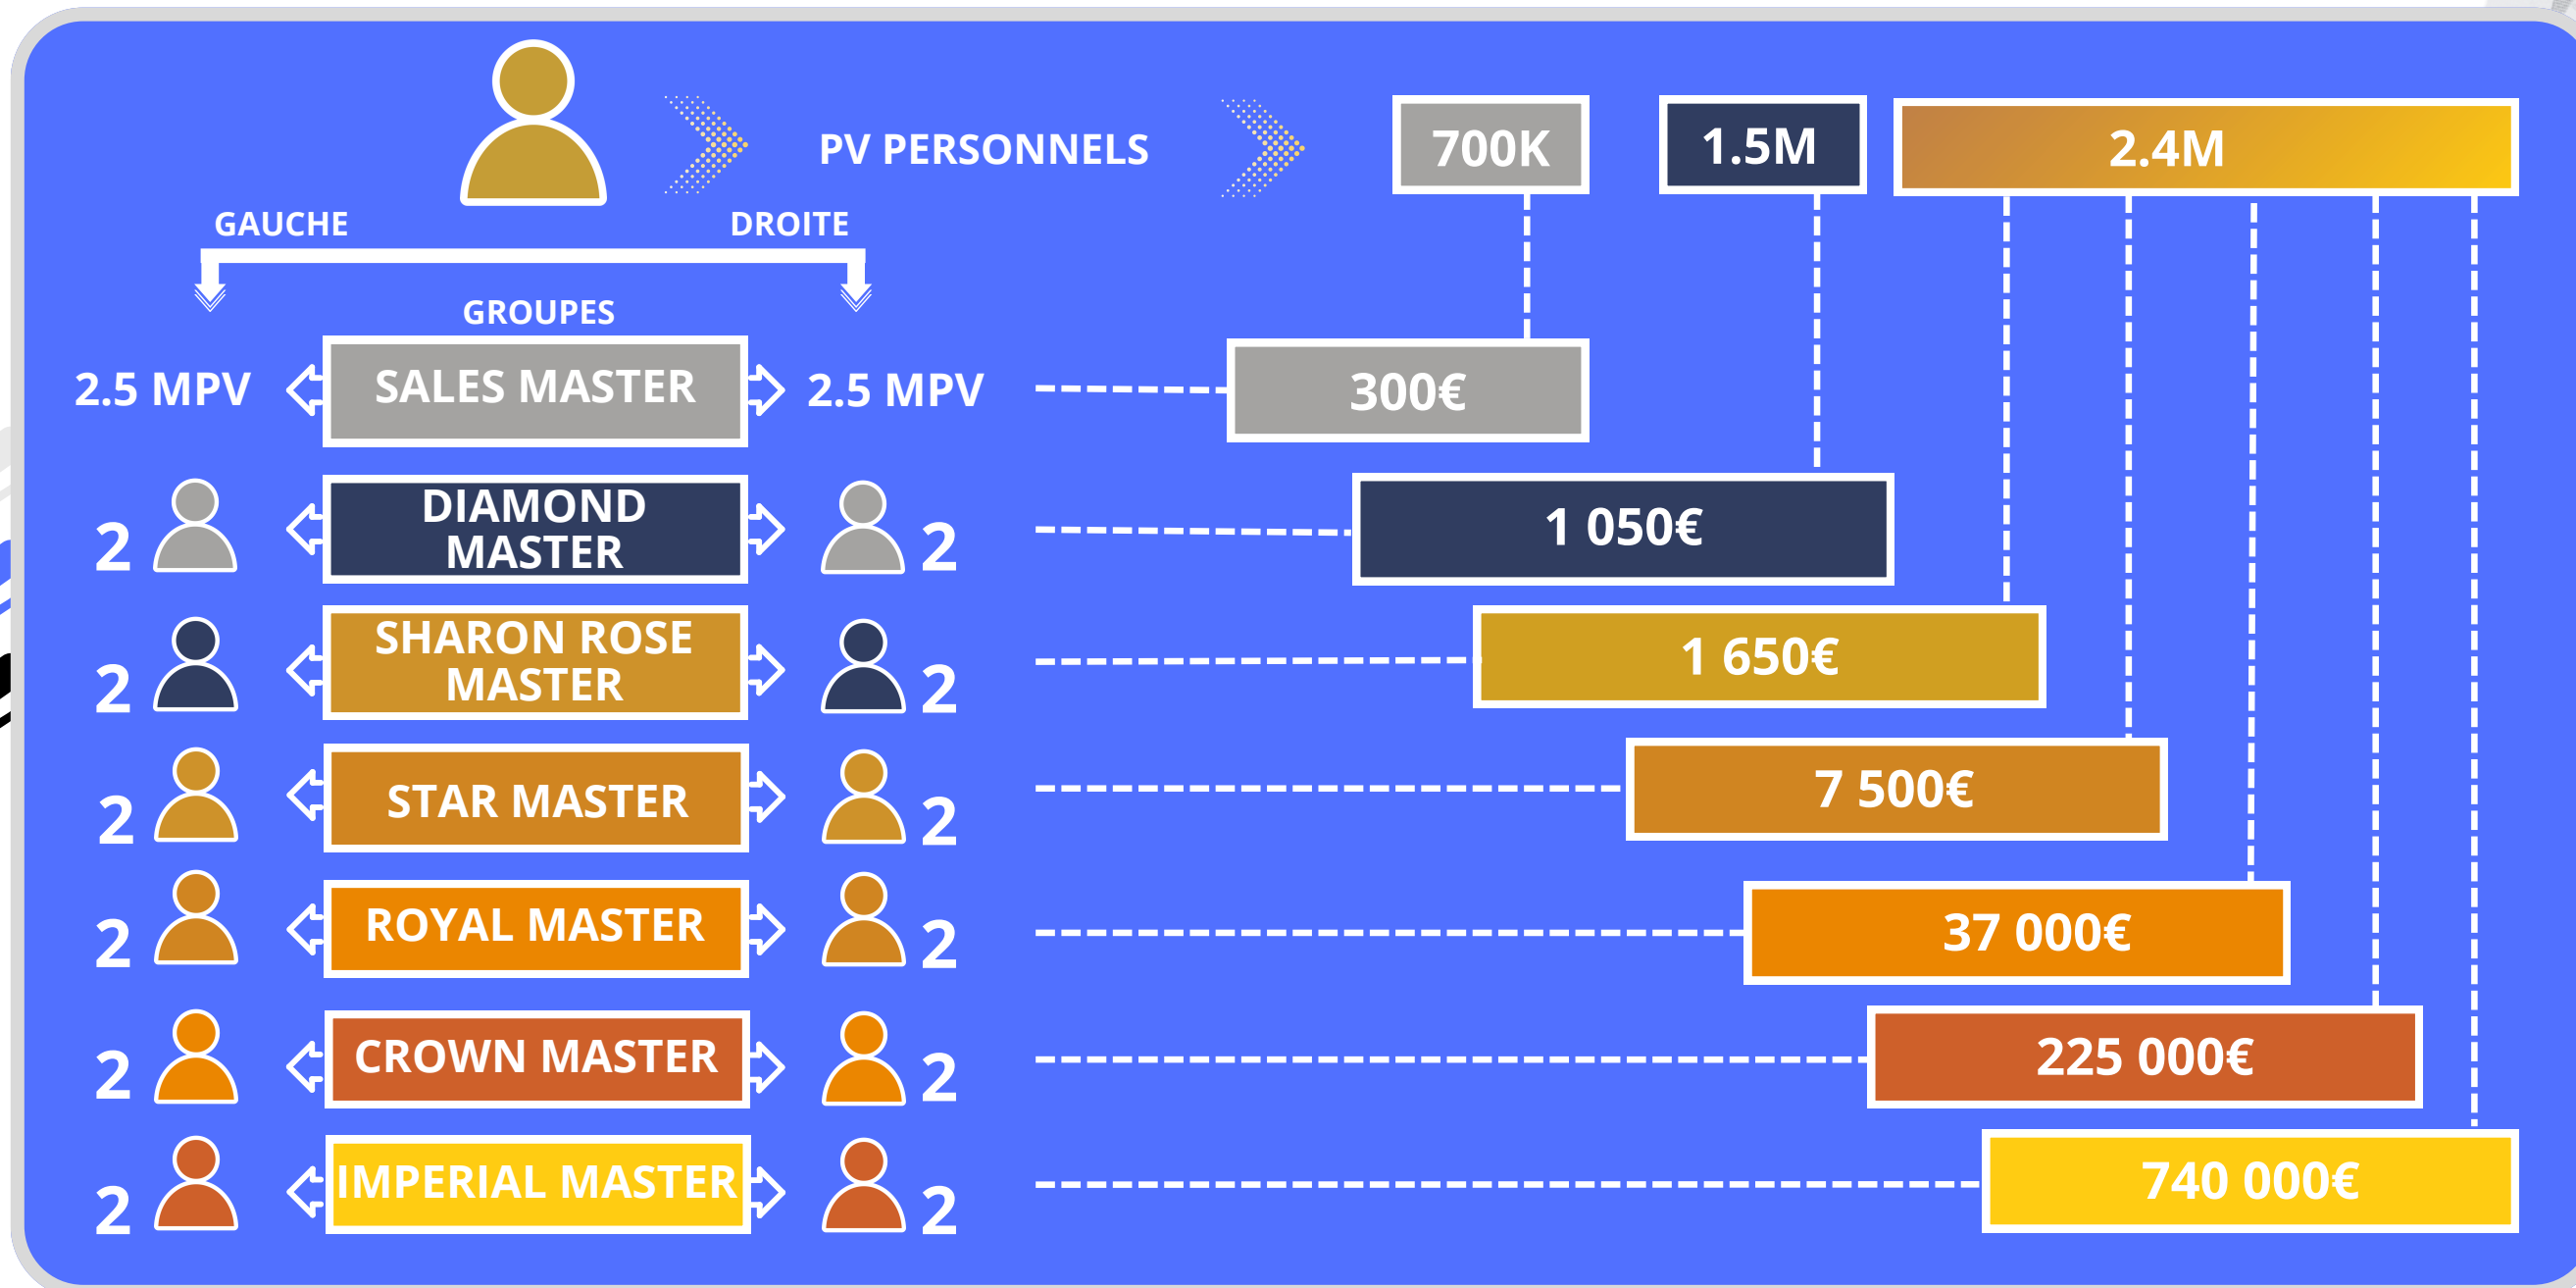 PV PERSONNELS
700K
1.5M
2.4M
GAUCHE
DROITE
GROUPES
2.5 MPV
SALES MASTER
2.5 MPV
300€
2
DIAMOND
MASTER
2
1 050€
2
SHARON ROSE
MASTER
2
1 650€
2
STAR MASTER
2
7 500€
2
ROYAL MASTER
2
37 000€
2
CROWN MASTER
2
225 000€
2
IMPERIAL MASTER
2
740 000€